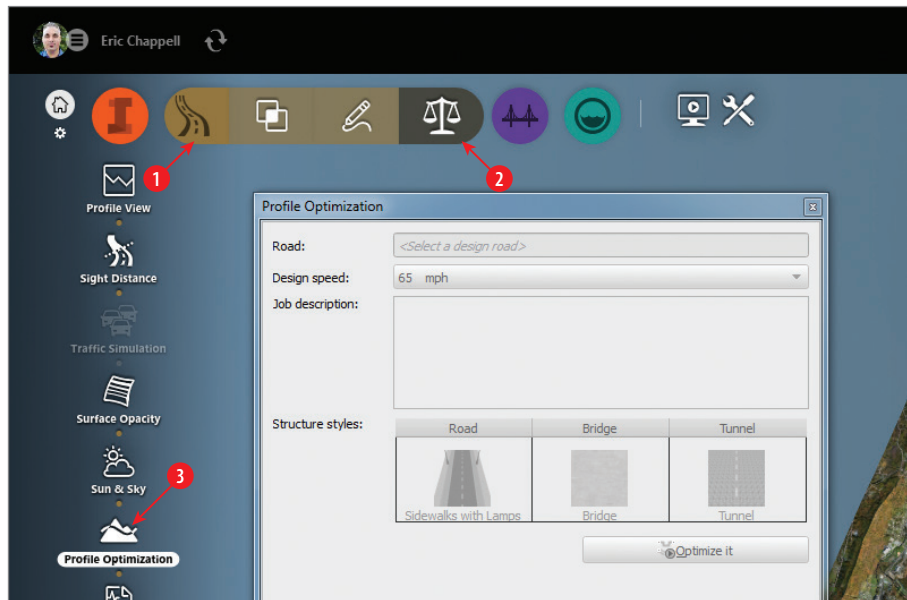 Eric Chappell
1
2
Profile View
Sight Distance
Traffic Simulation
Surface Opacity
Sun & Sky
3
Profile Optimization
Profile Optimization
Road:
<Select a design road>
Design speed:
65 mph
Job description:
Structure styles:
Road
Bridge
Tunnel
Sidewalks with Lamps
Bridge
Tunnel
Optimize it